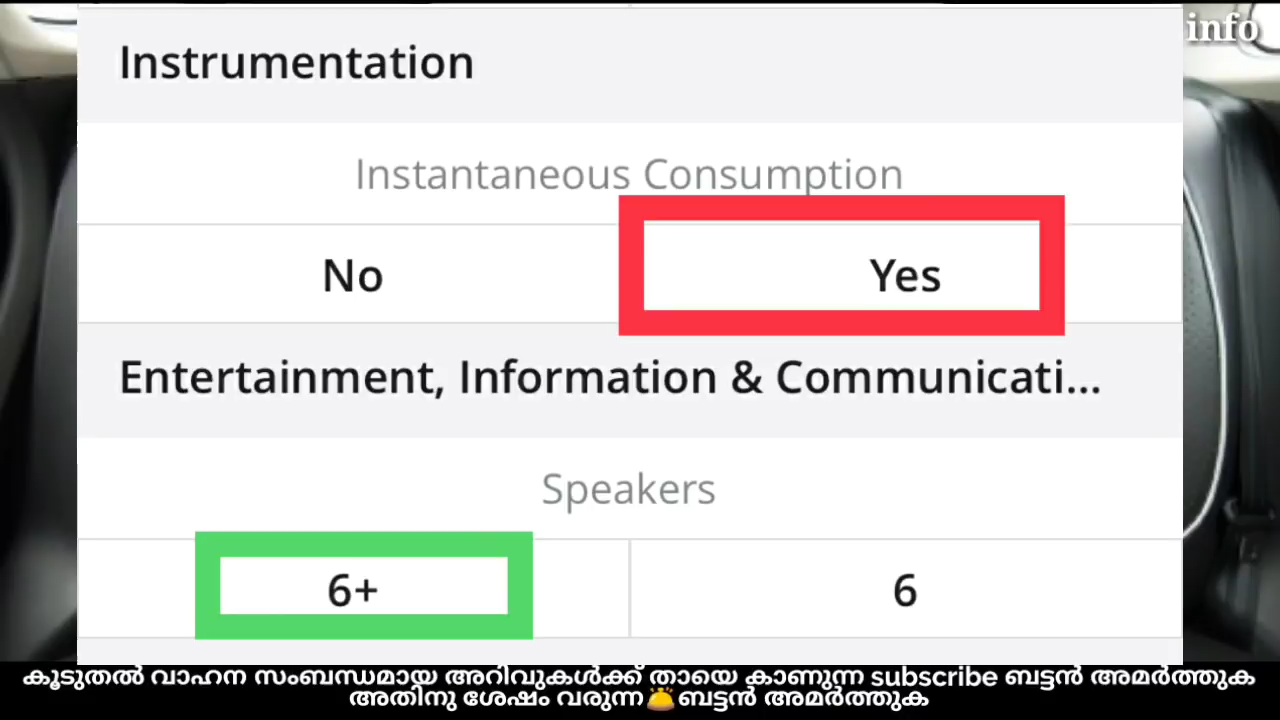 info
Instrumentation
Instantaneous Consumption
No Yes
Entertainment, Information & Communicati...
Speakers
6+ 6
കൂടുതൽ വാഹന സംബന്ധമായ അറിവുകൾക്ക് തായെ കാണുന്ന subscribe ബട്ടൻ അമർത്തുക
അതിനു ശേഷം വരുന്ന🛎️ബട്ടൻ അമർത്തുക